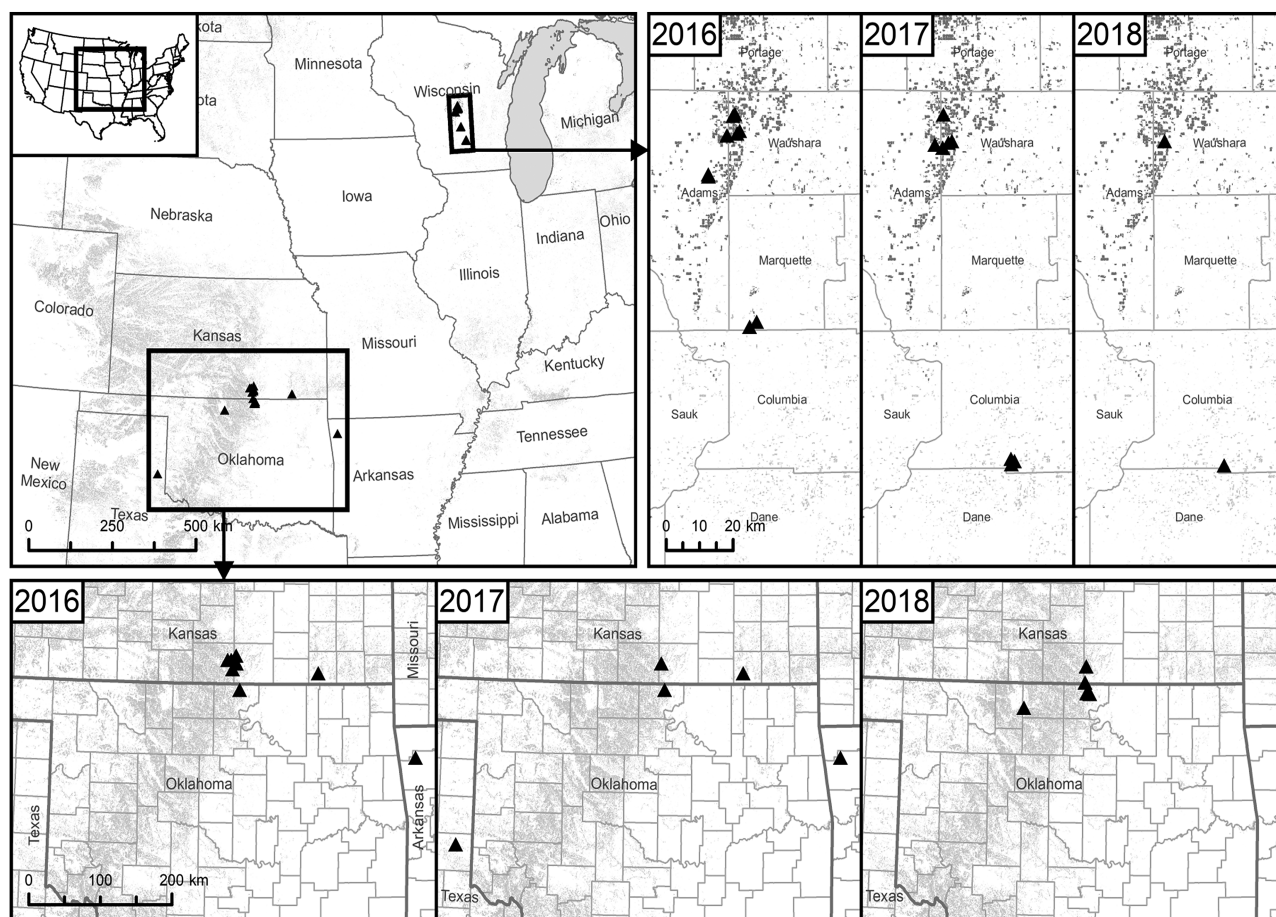 kota
ota
Minnesota
Wisconsin
Michigan
Iowa
Nebraska
Ohio
Indiana
Illinois
Colorado
Kansas
Missouri
Kentucky
Tennessee
Oklahoma
New
Mexico
Arkansas
Texas
Mississippi
Alabama
0 250 500 km
2016
Portage
Waushara
Adams
Marquette
Columbia
Sauk
Dane
0 10 20 km
2017
Portage
Waushara
Adams
Marquette
Columbia
Sauk
Dane
2018
Portage
Waushara
Adams
Marquette
Columbia
Sauk
Dane
2016
Kansas
Missouri
Oklahoma
Texas
Arkansas
0 100 200 km
2017
Kansas
Oklahoma
Texas
2018
Kansas
Oklahoma
Texas